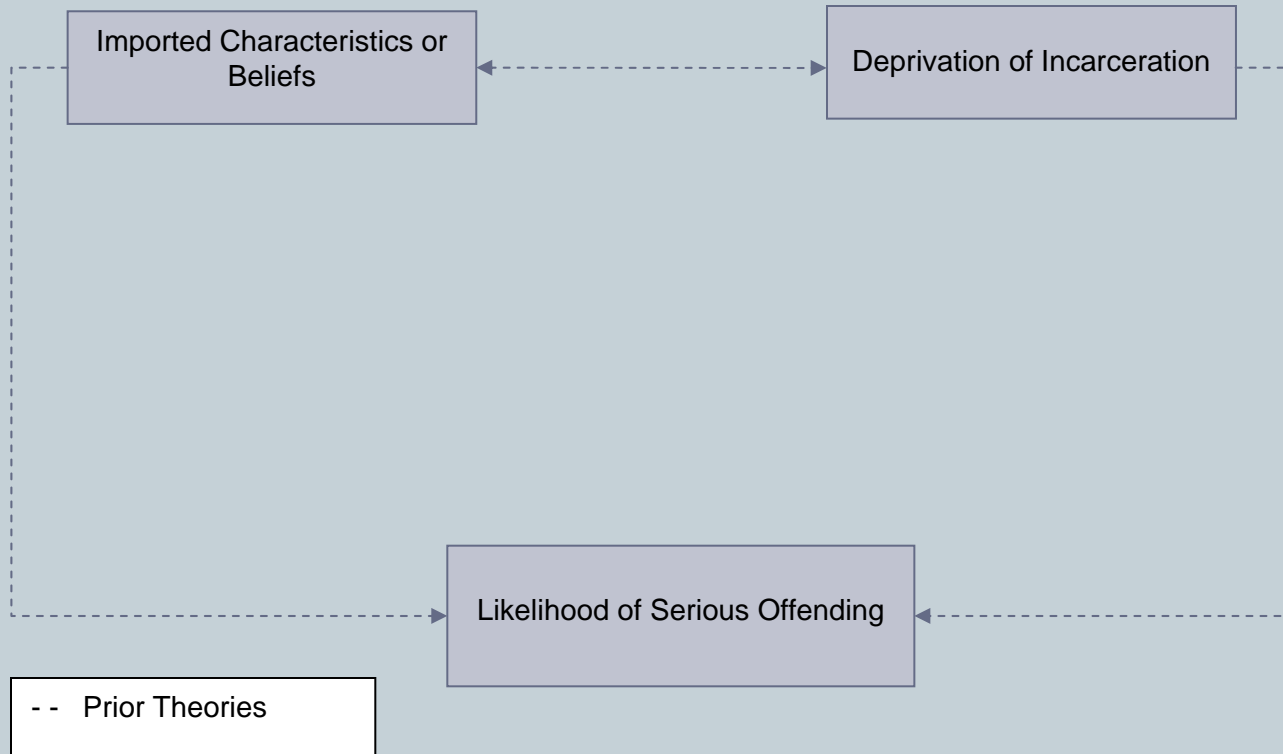 Imported Characteristics or
Beliefs
Deprivation of Incarceration
Likelihood of Serious Offending
- - Prior Theories